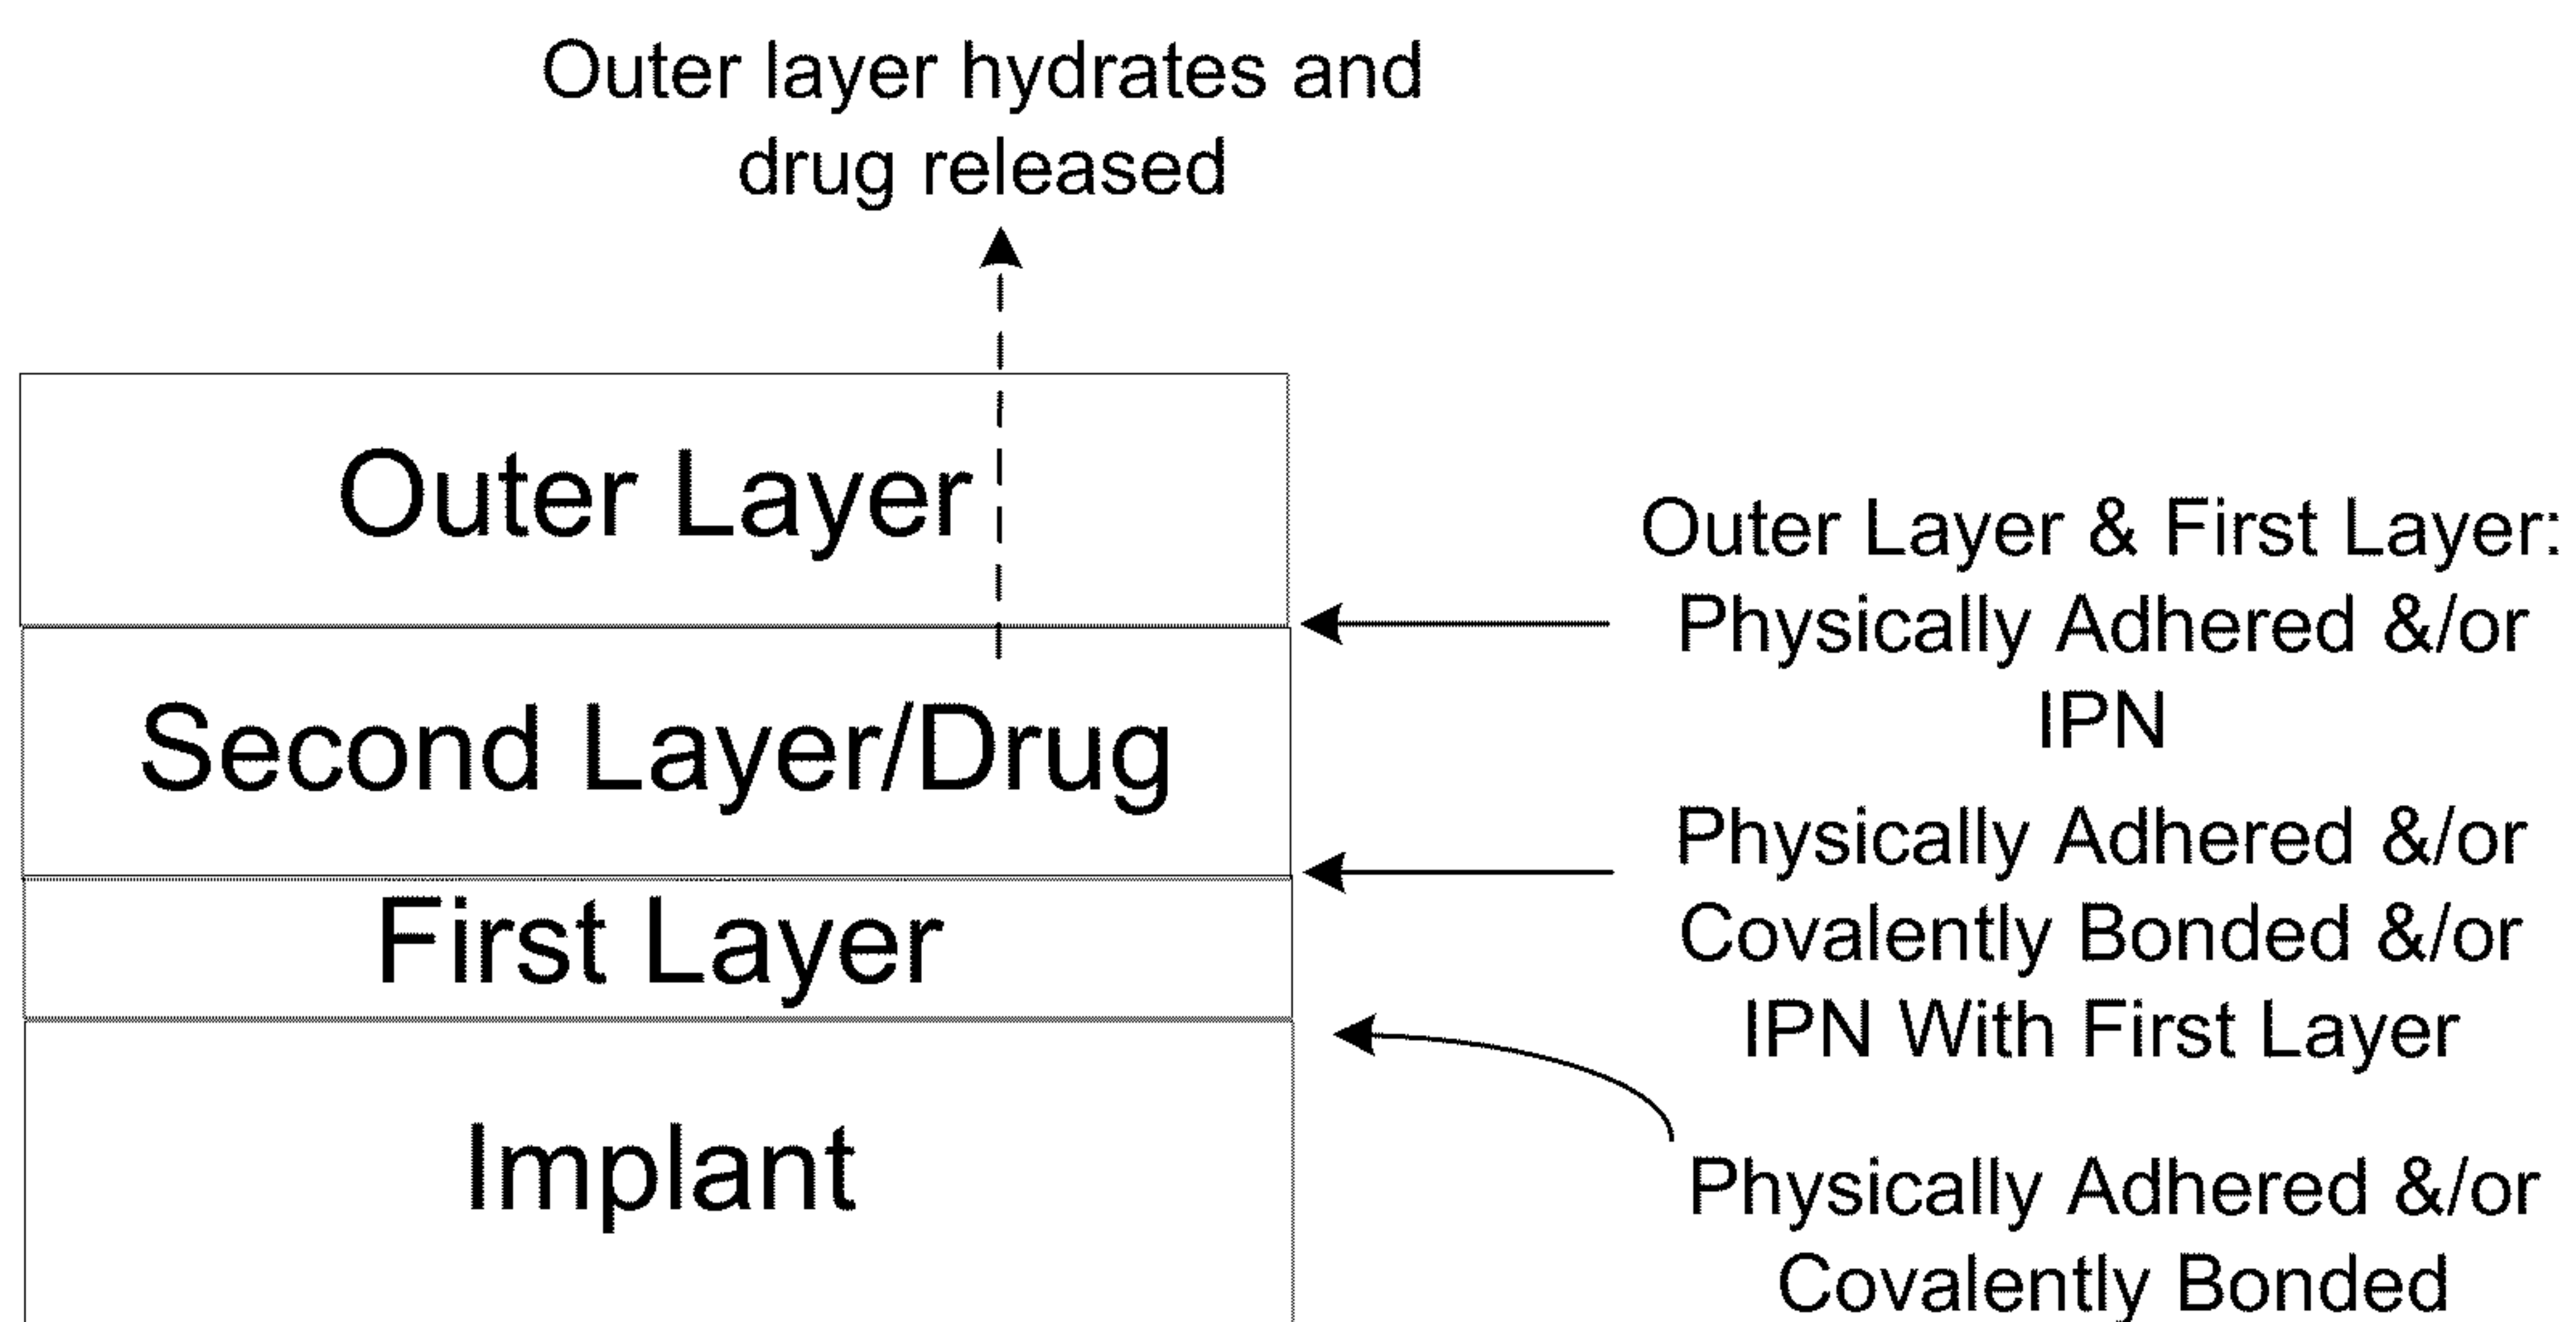 Outer layer hydrates and
drug released
Outer Layer
Second Layer/Drug
First Layer
Implant
Outer Layer & First Layer:
Physically Adhered &/or
IPN
Physically Adhered &/or
Covalently Bonded &/or
IPN With First Layer
Physically Adhered &/or
Covalently Bonded